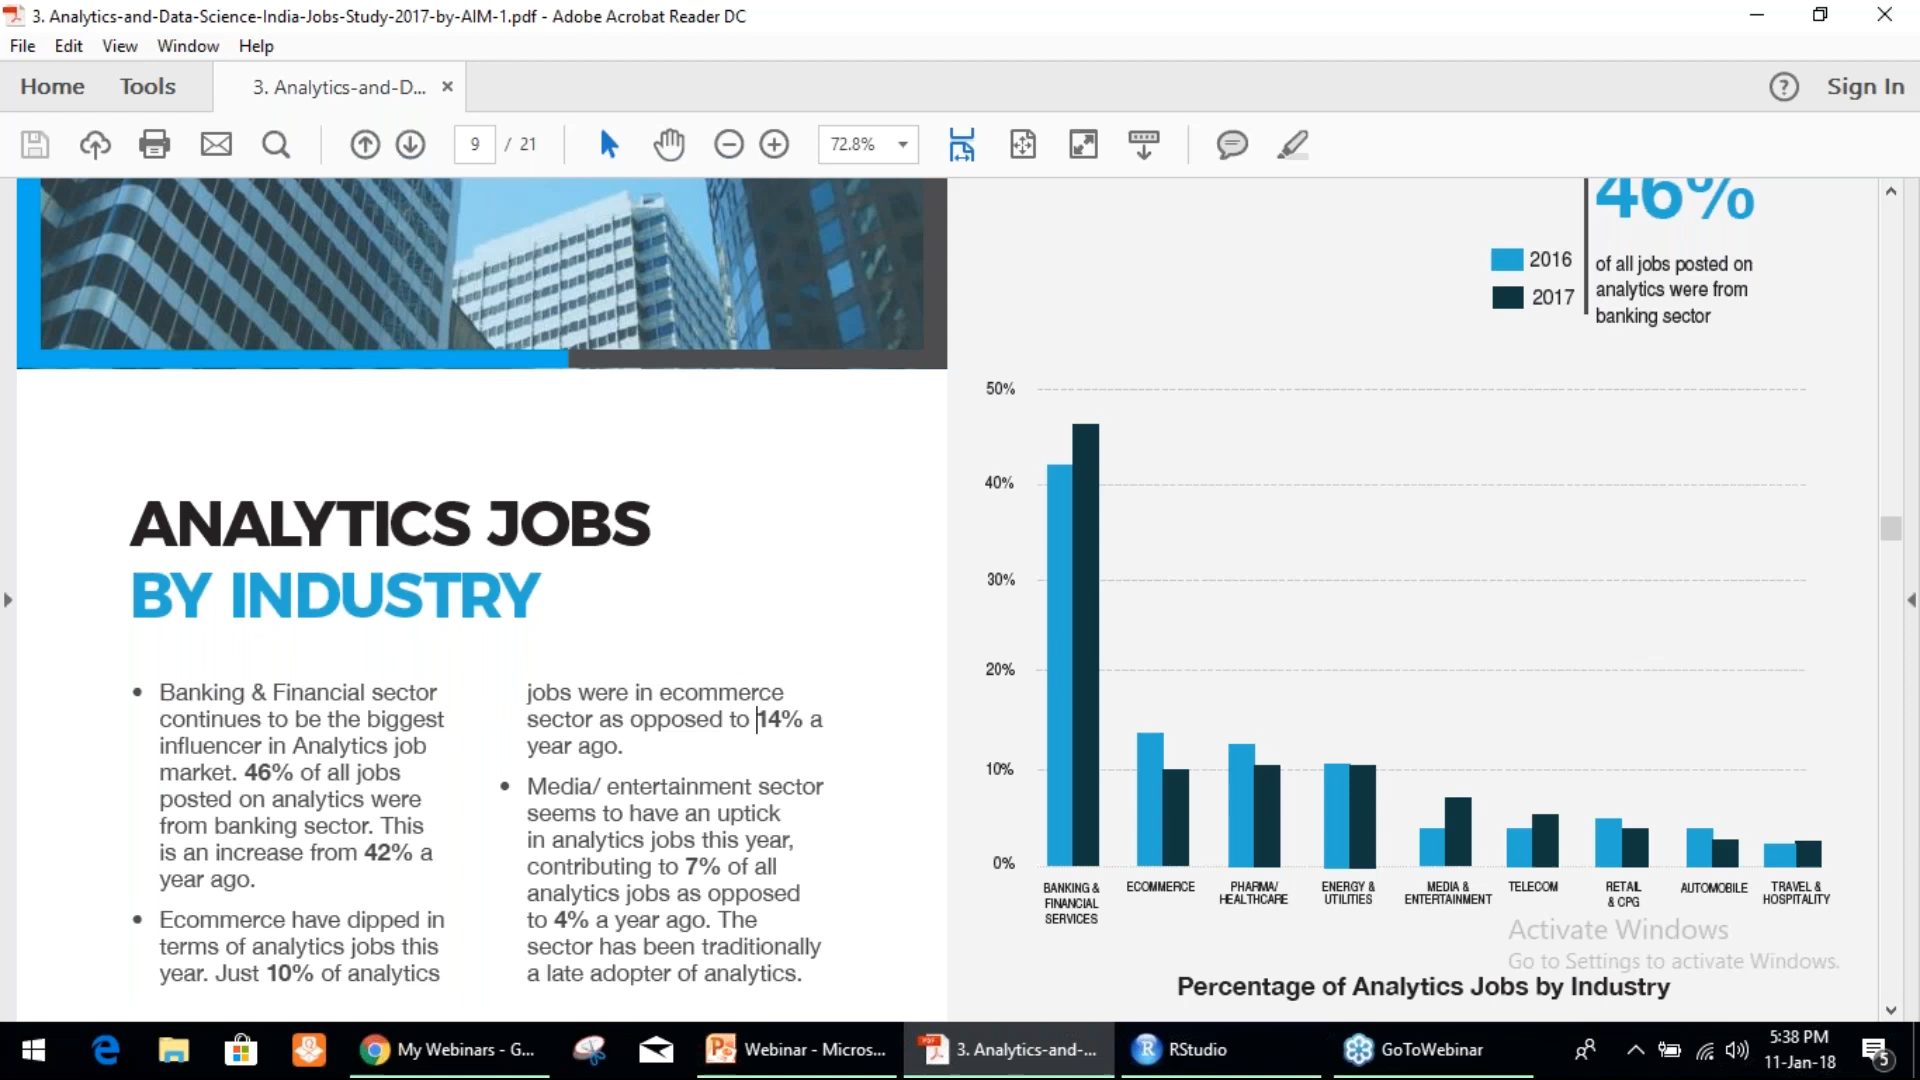 3. Analytics-and-Data-Science-India-Jobs-Study-2017-by-AIM-1.pdf - Adobe Acrobat Reader DC
File Edit View Window Help
Home Tools 3. Analytics-and-D... × ? Sign In
9 / 21 72.8%
46%
of all jobs posted on
analytics were from
banking sector
2016
2017
ANALYTICS JOBS
BY INDUSTRY
• Banking & Financial sector
continues to be the biggest
influencer in Analytics job
market. 46% of all jobs
posted on analytics were
from banking sector. This
is an increase from 42% a
year ago.
• Ecommerce have dipped in
terms of analytics jobs this
year. Just 10% of analytics
jobs were in ecommerce
sector as opposed to 14% a
year ago.
• Media/ entertainment sector
seems to have an uptick
in analytics jobs this year,
contributing to 7% of all
analytics jobs as opposed
to 4% a year ago. The
sector has been traditionally
a late adopter of analytics.
50%
40%
30%
20%
10%
0%
BANKING &
FINANCIAL
SERVICES
ECOMMERCE
PHARMA/
HEALTHCARE
ENERGY &
UTILITIES
MEDIA &
ENTERTAINMENT
TELECOM
RETAIL
& CPG
AUTOMOBILE
TRAVEL &
HOSPITALITY
Activate Windows
Go to Settings to activate Windows.
Percentage of Analytics Jobs by Industry
My Webinars - G... Webinar - Micros... 3. Analytics-and-... RStudio GoToWebinar
5:38 PM
11-Jan-18
5